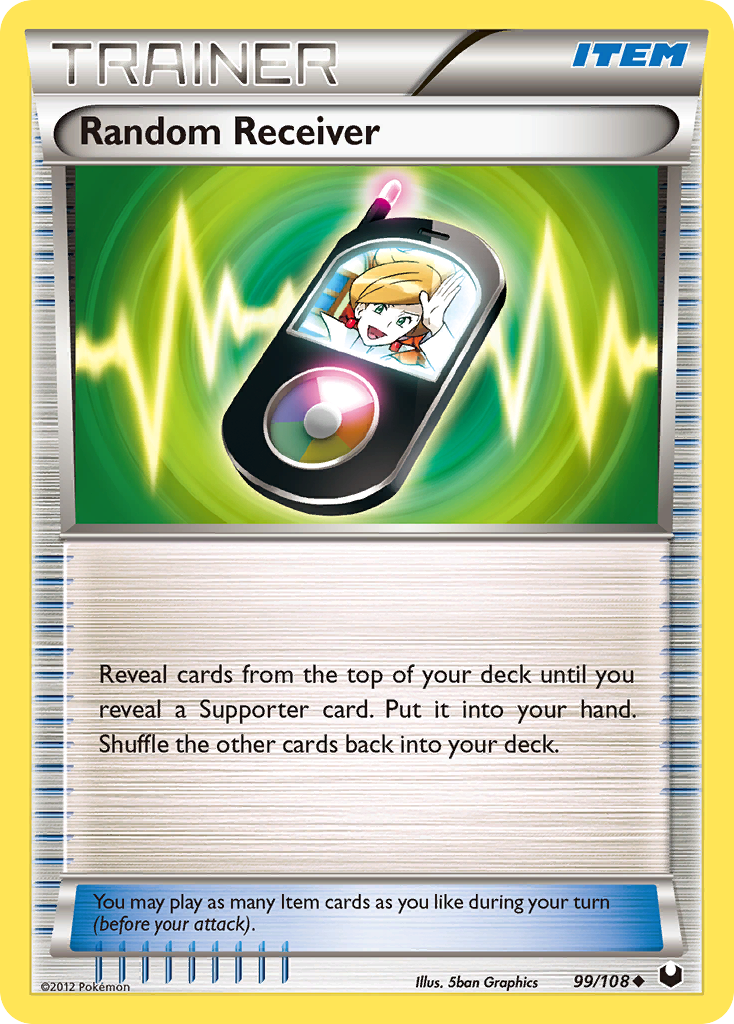 TRAINER
ITEM
Random Receiver
Reveal cards from the top of your deck until you
reveal a Supporter card. Put it into your hand.
Shuffle the other cards back into your deck.
You may play as many Item cards as you like during your turn
(before your attack).
©2012 Pokémon
Illus. 5ban Graphics
99/108